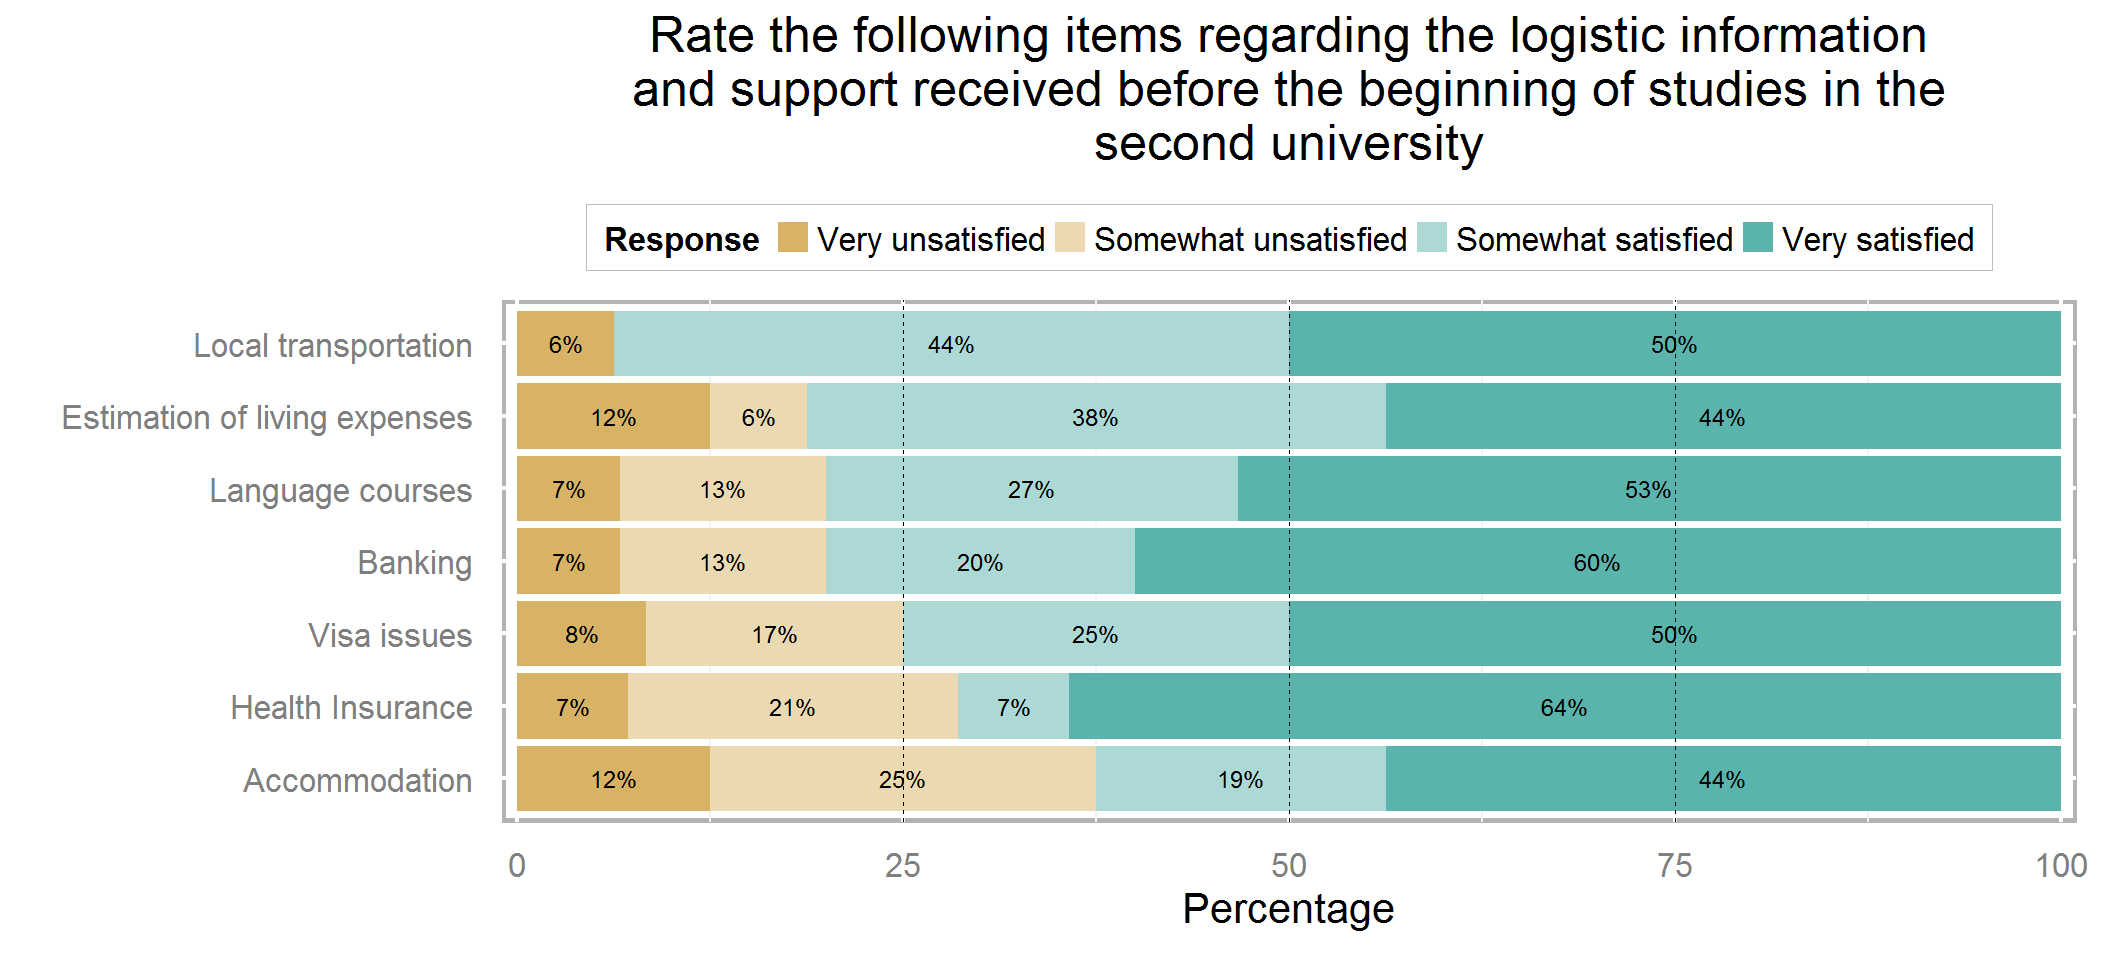 Rate the following items regarding the logistic information
and support received before the beginning of studies in the
second university
Response Very unsatisfied Somewhat unsatisfied Somewhat satisfied Very satisfied
Local transportation 6% 44% 50%
Estimation of living expenses 12% 6% 38% 44%
Language courses 7% 13% 27% 53%
Banking 7% 13% 20% 60%
Visa issues 8% 17% 25% 50%
Health Insurance 7% 21% 7% 64%
Accommodation 12% 25% 19% 44%
0 25 50 75 100
Percentage